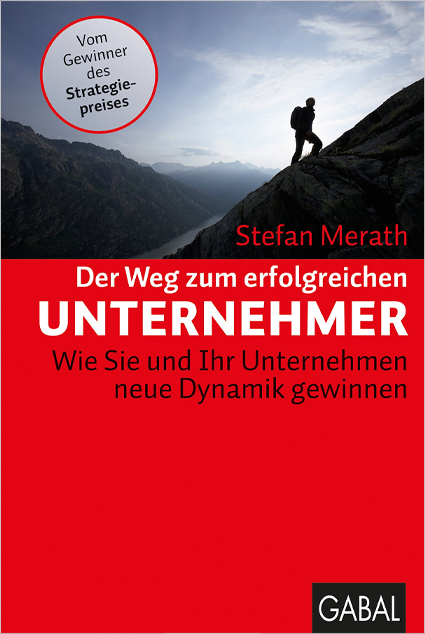 Vom
Gewinner
des
Strategie-
preises
Stefan Merath
Der Weg zum erfolgreichen
UNTERNEHMER
Wie Sie und Ihr Unternehmen
neue Dynamik gewinnen
GABAL